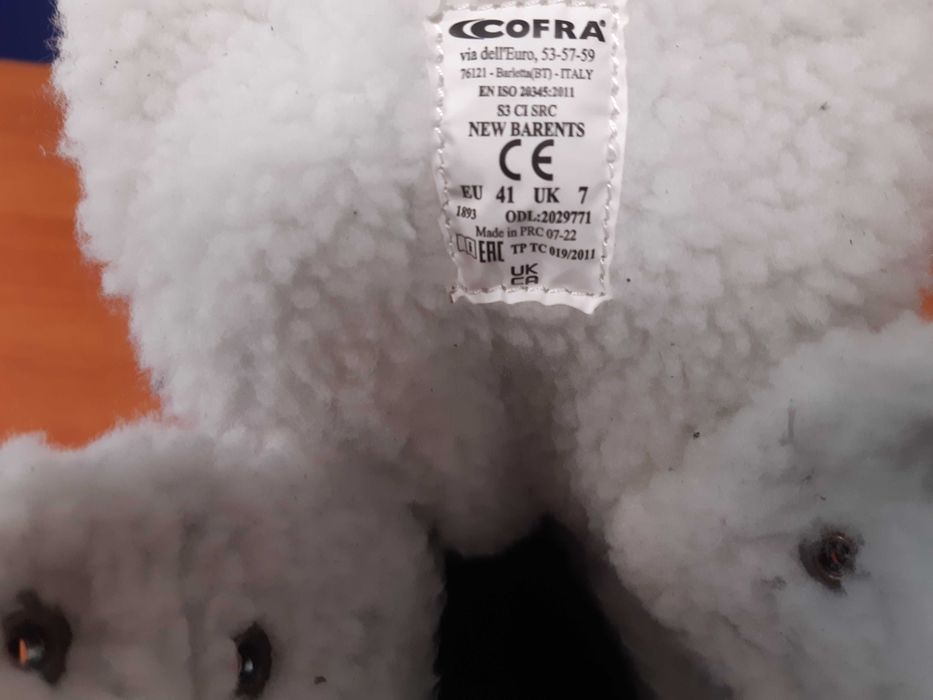 COFRA®
via dell'Euro, 53-57-59
76121 - Barletta(BT) - ITALY
EN ISO 20345:2011
S3 CI SRC
NEW BARENTS
CE
EU 41 UK 7
1893 ODL:2029771
Made in PRC 07-22
i EAC TP TC 019/2011
UK
CA